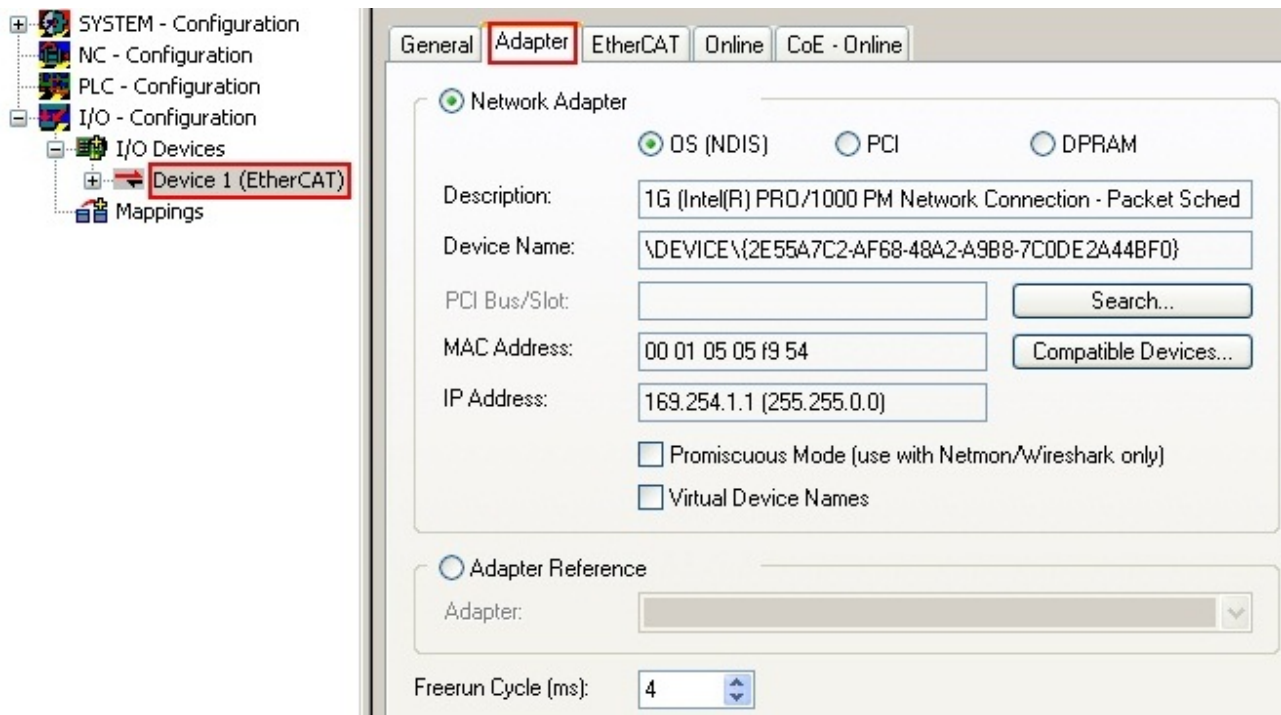 SYSTEM - Configuration
NC - Configuration
PLC - Configuration
I/O - Configuration
I/O Devices
Device 1 (EtherCAT)
Mappings
General Adapter EtherCAT Online CoE - Online
Network Adapter
OS (NDIS) PCI DPRAM
Description: 1G (Intel(R) PRO/1000 PM Network Connection - Packet Sched
Device Name: \DEVICE\{2E55A7C2-AF68-48A2-A9B8-7C0DE2A44BF0}
PCI Bus/Slot: Search...
MAC Address: 00 01 05 05 f9 54 Compatible Devices...
IP Address: 169.254.1.1 (255.255.0.0)
Promiscuous Mode (use with Netmon/Wireshark only)
Virtual Device Names
Adapter Reference
Adapter:
Freerun Cycle (ms): 4